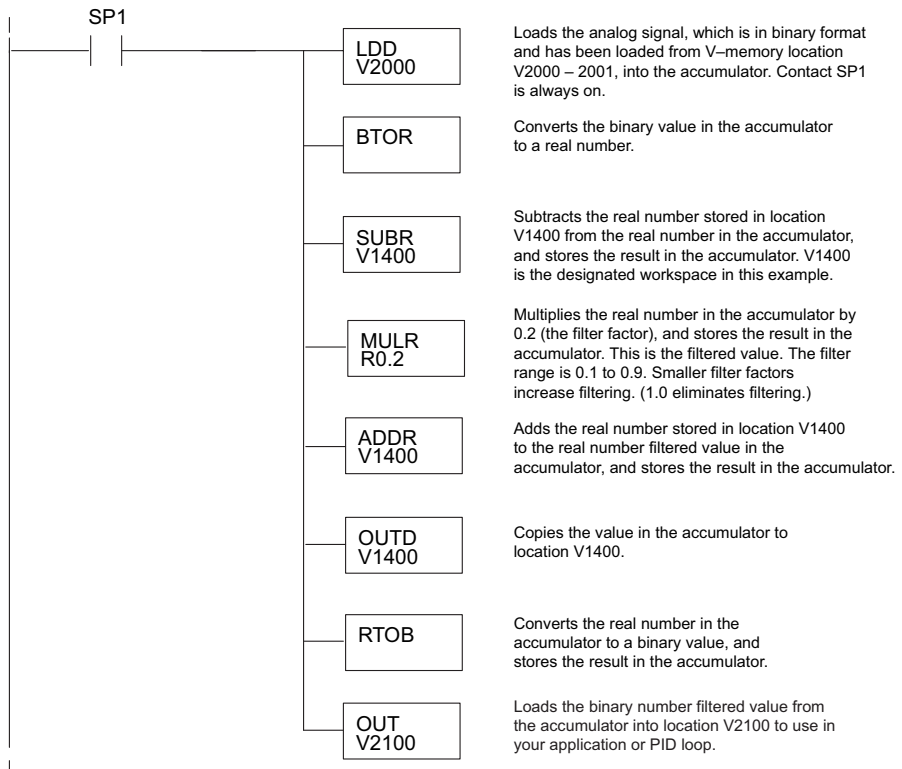 SP1
LDD
V2000
Loads the analog signal, which is in binary format
and has been loaded from V–memory location
V2000 – 2001, into the accumulator. Contact SP1
is always on.
BTOR
Converts the binary value in the accumulator
to a real number.
SUBR
V1400
Subtracts the real number stored in location
V1400 from the real number in the accumulator,
and stores the result in the accumulator. V1400
is the designated workspace in this example.
MULR
R0.2
Multiplies the real number in the accumulator by
0.2 (the filter factor), and stores the result in the
accumulator. This is the filtered value. The filter
range is 0.1 to 0.9. Smaller filter factors
increase filtering. (1.0 eliminates filtering.)
ADDR
V1400
Adds the real number stored in location V1400
to the real number filtered value in the
accumulator, and stores the result in the accumulator.
OUTD
V1400
Copies the value in the accumulator to
location V1400.
RTOB
Converts the real number in the
accumulator to a binary value, and
stores the result in the accumulator.
OUT
V2100
Loads the binary number filtered value from
the accumulator into location V2100 to use in
your application or PID loop.